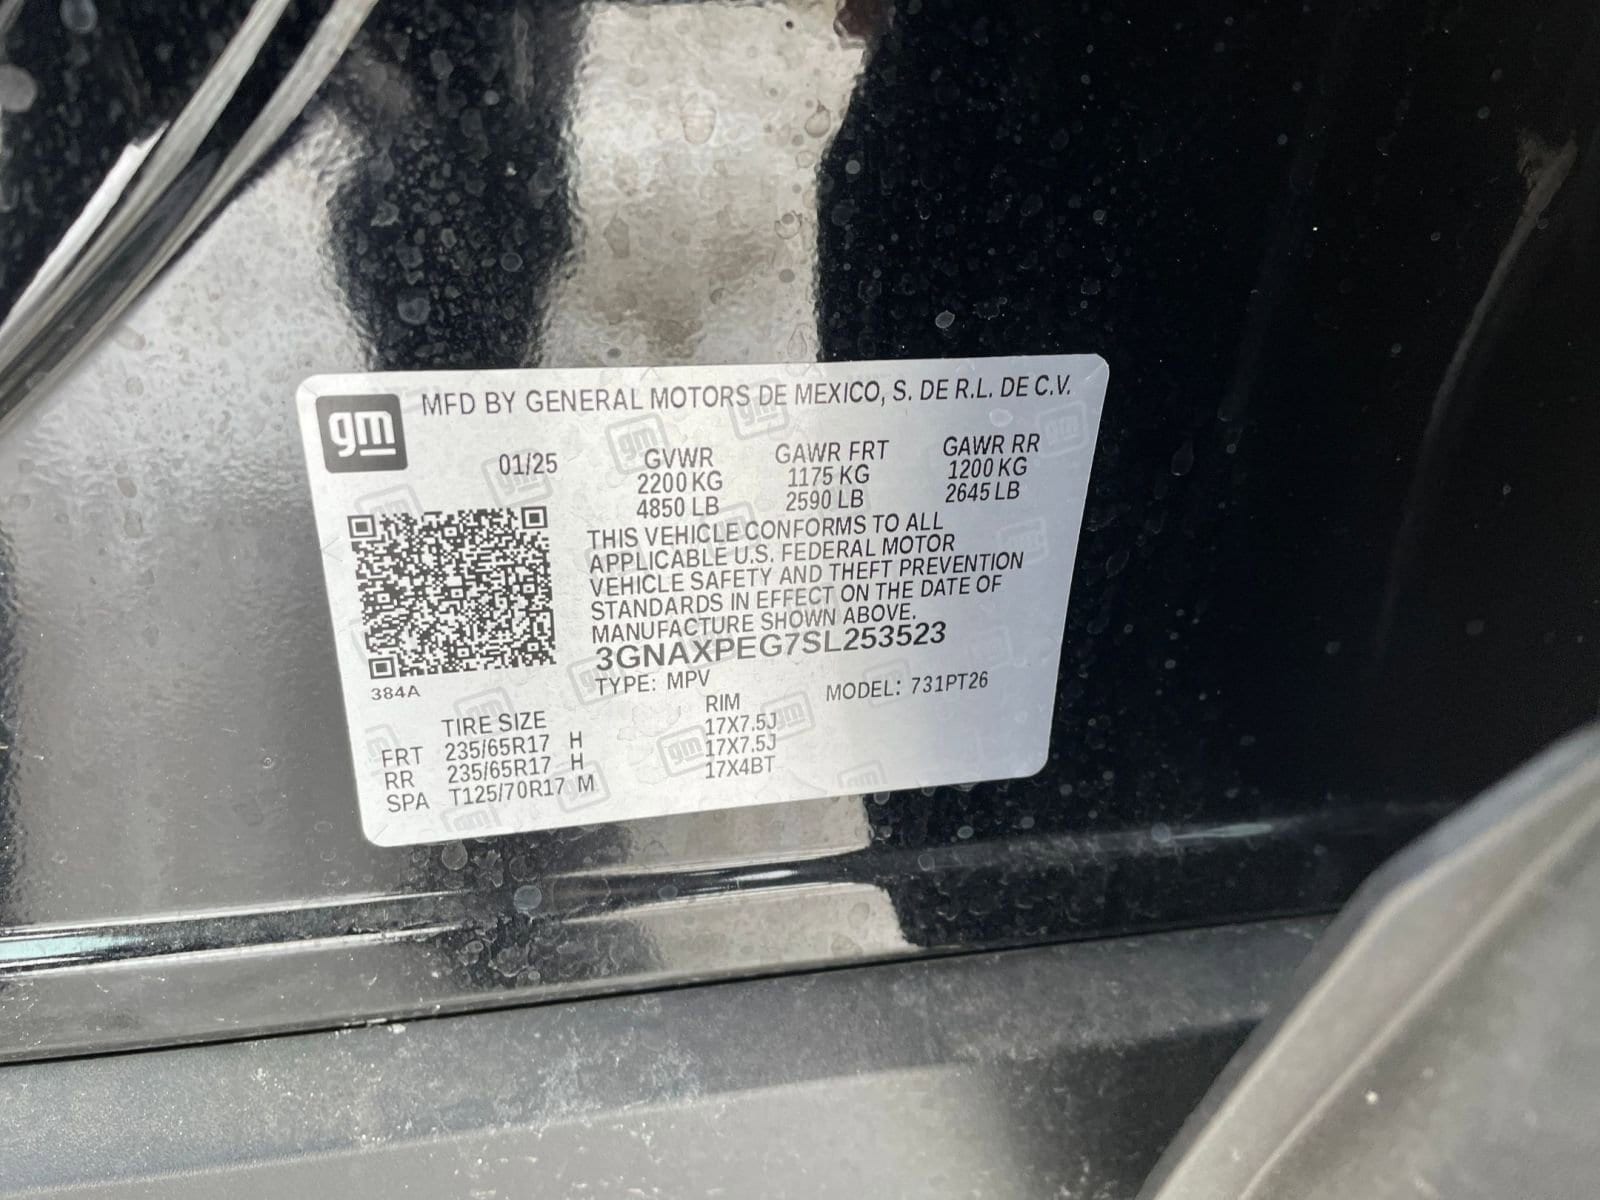 gm
MFD BY GENERAL MOTORS DE MEXICO, S. DE R.L. DE C.V.
01/25
GVWR
2200 KG
4850 LB
GAWR FRT
1175 KG
2590 LB
GAWR RR
1200 KG
2645 LB
THIS VEHICLE CONFORMS TO ALL
APPLICABLE U.S. FEDERAL MOTOR
VEHICLE SAFETY AND THEFT PREVENTION
STANDARDS IN EFFECT ON THE DATE OF
MANUFACTURE SHOWN ABOVE.
3GNAXPEG7SL253523
TYPE: MPV
MODEL: 731PT26
384A
TIRE SIZE RIM
FRT 235/65R17 H 17X7.5J
RR 235/65R17 H 17X7.5J
SPA T125/70R17 M 17X4BT